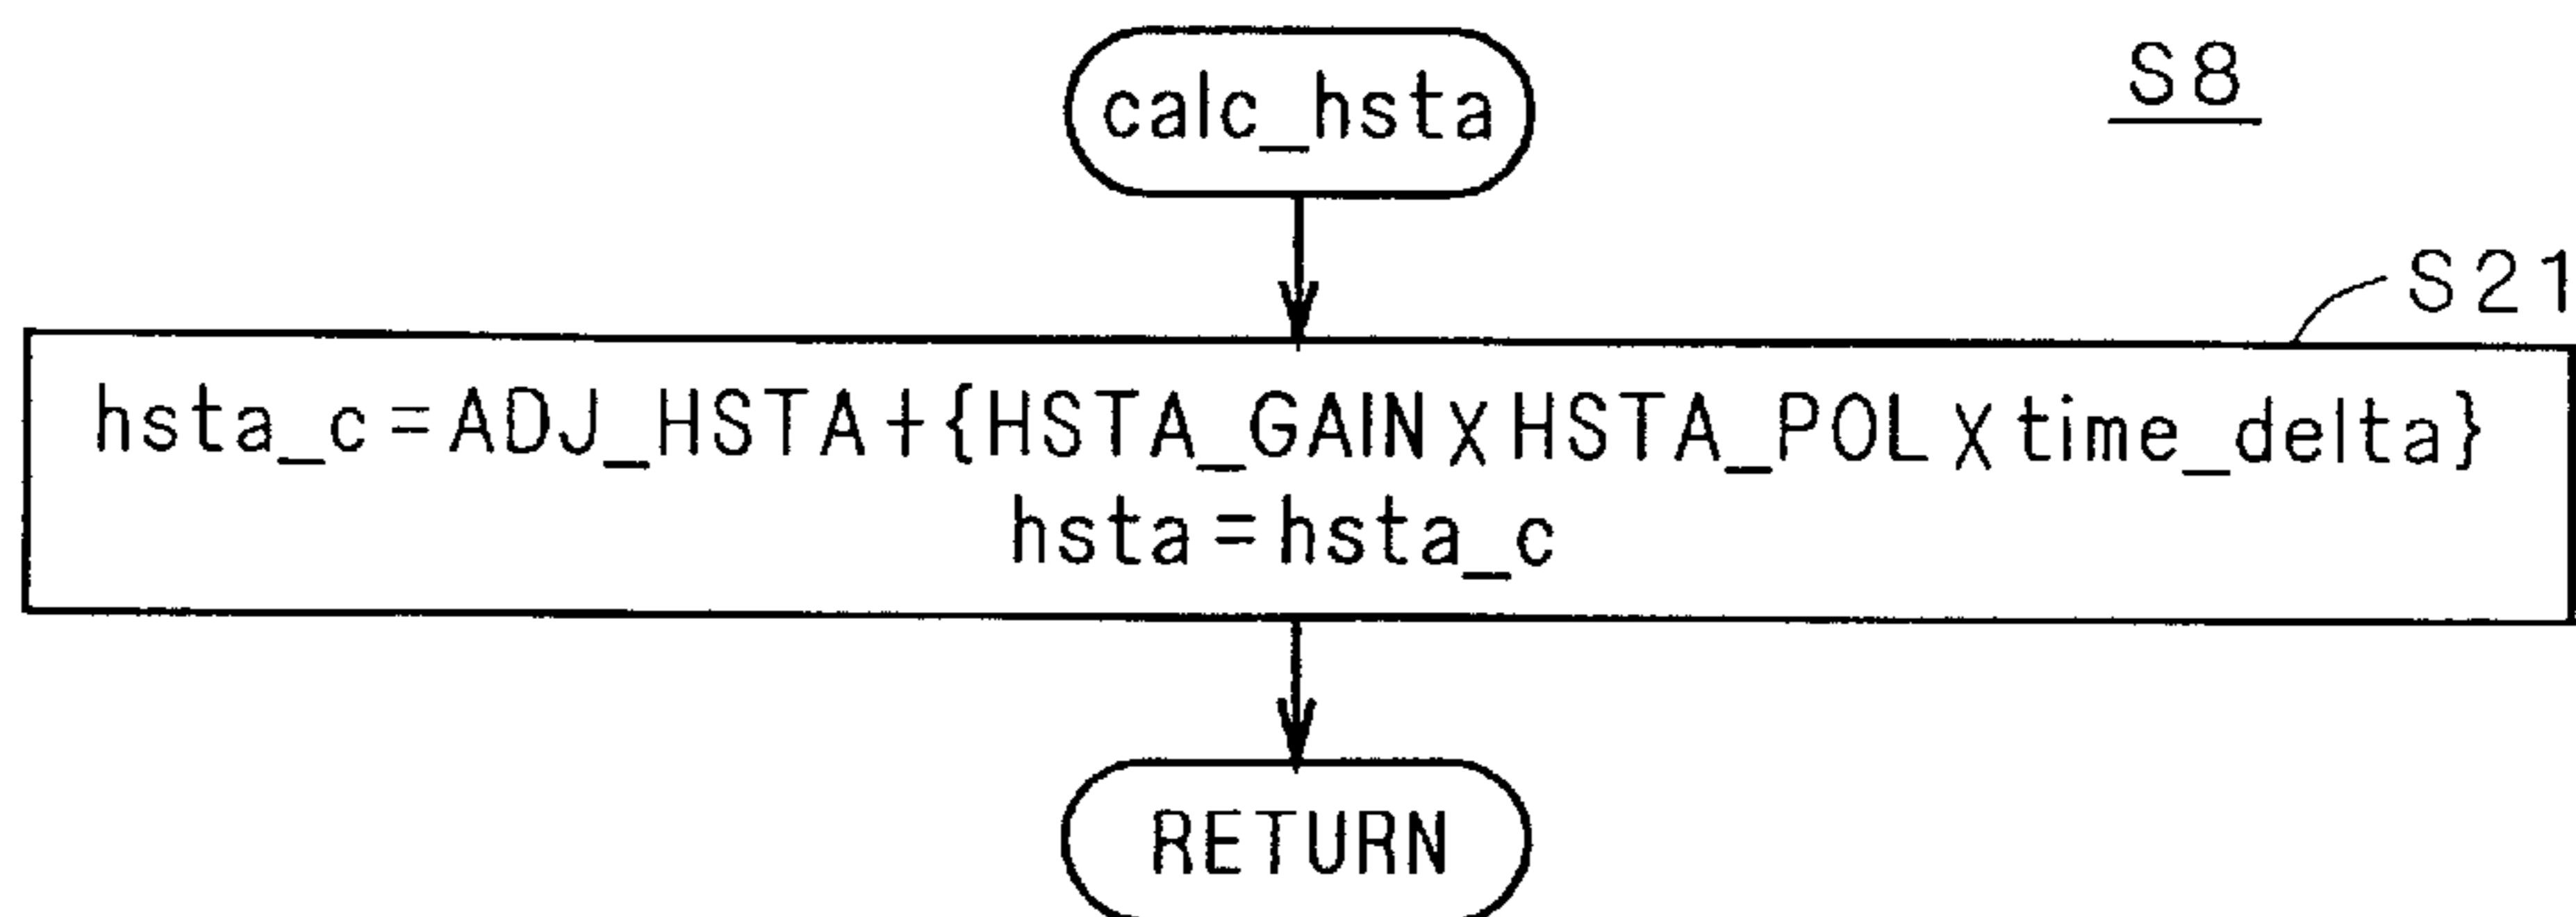 calc_hsta
S8
S21
hsta_c=ADJ_HSTA+{HSTA_GAIN×HSTA_POL×time_delta}
hsta=hsta_c
RETURN